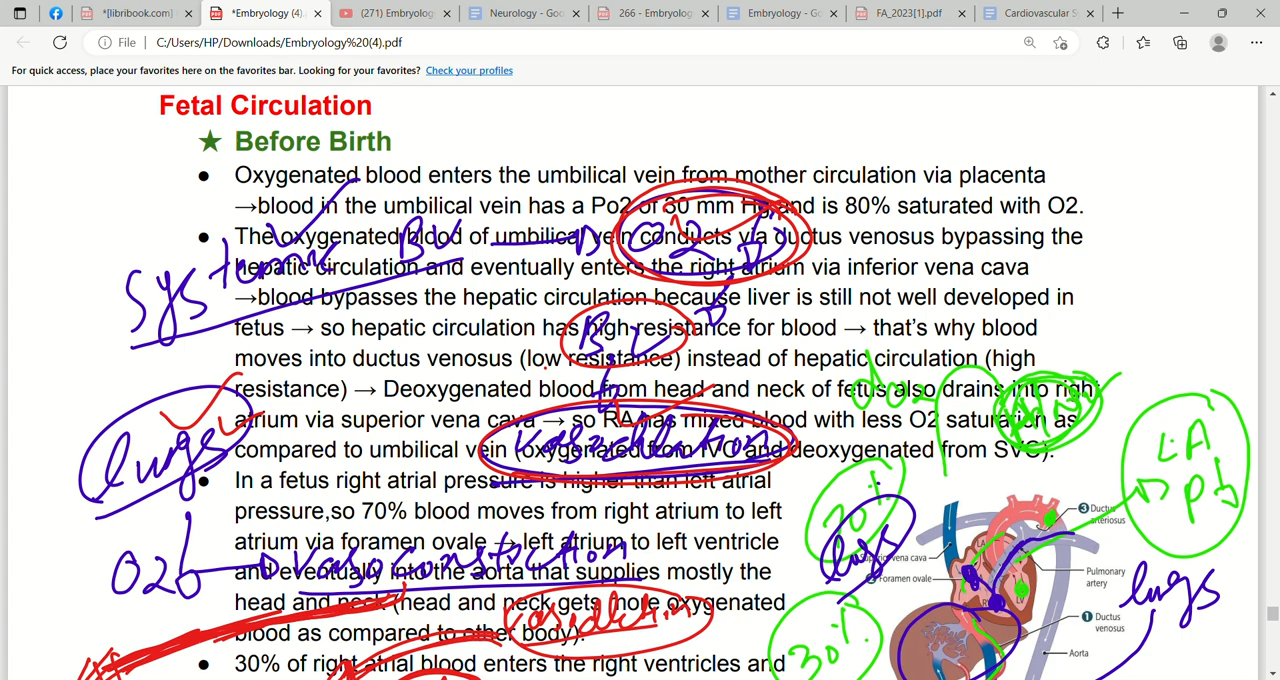 *[libribook.com]
*Embryology (4).
(271) Embryolog
Neurology - Goo
266 - Embryolog
Embryology - Go
FA_2023[1].pdf
Cardiovascular S
File
C:/Users/HP/Downloads/Embryology%20(4).pdf
For quick access, place your favorites here on the favorites bar. Looking for your favorites? Check your profiles
Fetal Circulation
★ Before Birth
● Oxygenated blood enters the umbilical vein from mother circulation via placenta
→blood in the umbilical vein has a Po2 of 30 mm Hg and is 80% saturated with O2.
● The oxygenated blood of umbilical vein conducts via ductus venosus bypassing the
hepatic circulation and eventually enters the right atrium via inferior vena cava
→blood bypasses the hepatic circulation because liver is still not well developed in
fetus → so hepatic circulation has high resistance for blood → that's why blood
moves into ductus venosus (low resistance) instead of hepatic circulation (high
resistance) → Deoxygenated blood from head and neck of fetus also drains into right
atrium via superior vena cava → so RA has mixed blood with less O2 saturation as
compared to umbilical vein (oxygenated from IVC and deoxygenated from SVC).
● In a fetus right atrial pressure is higher than left atrial
pressure,so 70% blood moves from right atrium to left
atrium via foramen ovale → left atrium to left ventricle
and eventually into the aorta that supplies mostly the
head and neck (head and neck gets more oxygenated
blood as compared to other body).
● 30% of right atrial blood enters the right ventricles and
3 Ductus
arteriosus
Superior vena cava
2 Foramen ovale
LA
RA
LV
Pulmonary
artery
1 Ductus
venosus
Aorta
Systemic
BV
O2
lungs
vasodilation
O2
vasoconstriction
vasodilation
LA
lungs
30%
lungs